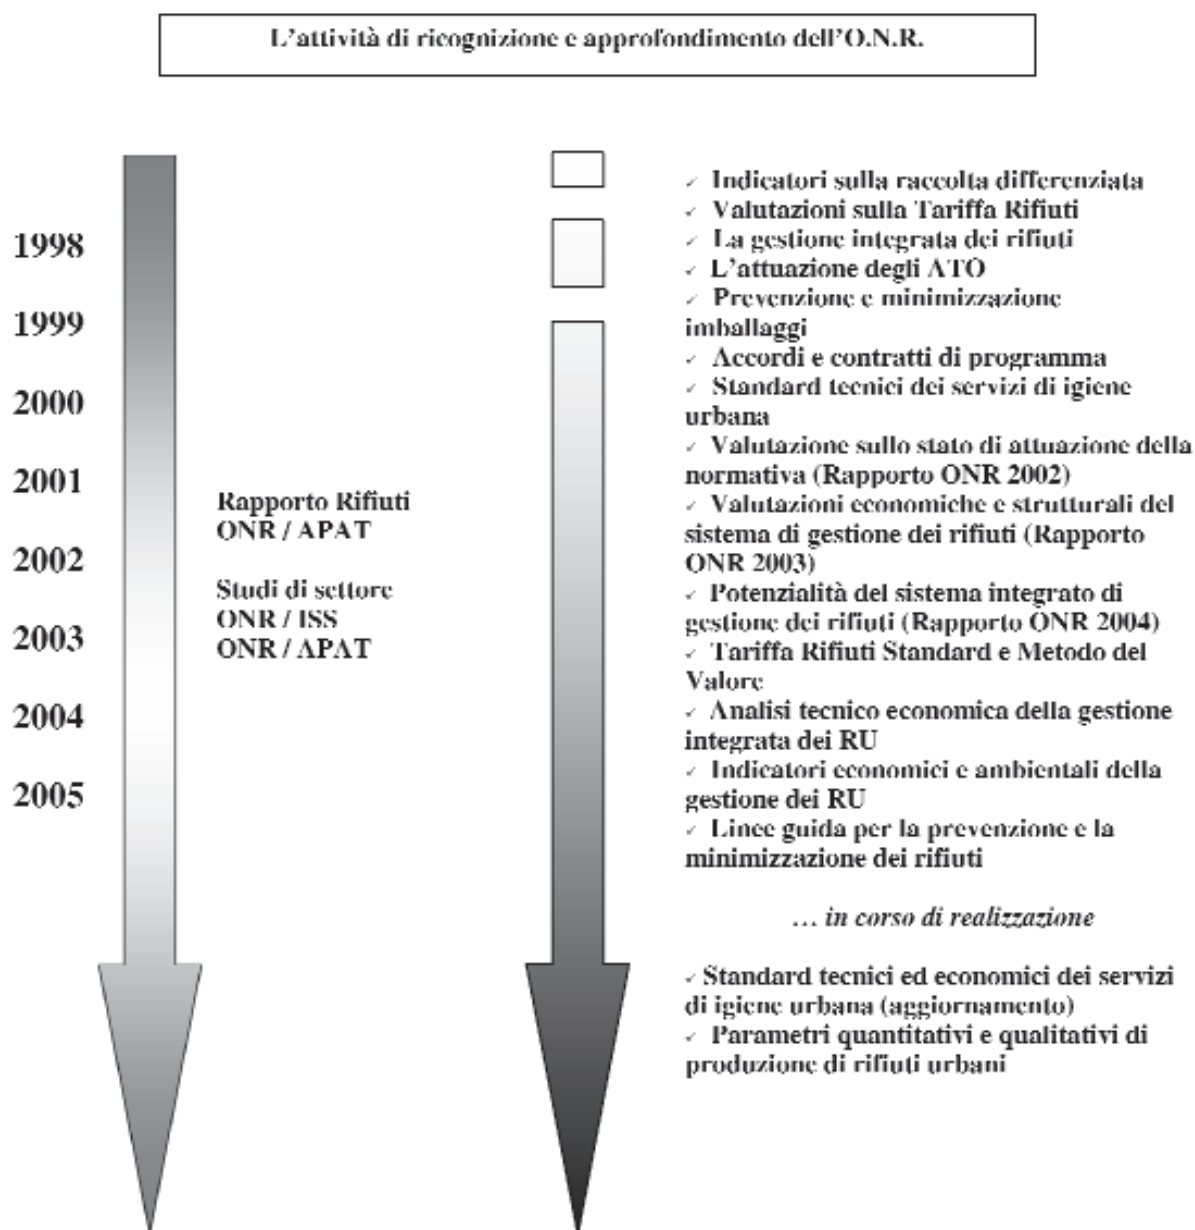 L'attività di ricognizione e approfondimento dell'O.N.R.
1998
1999
2000
2001
2002
2003
2004
2005
Rapporto Rifiuti
ONR / APAT
Studi di settore
ONR / ISS
ONR / APAT
✓ Indicatori sulla raccolta differenziata
✓ Valutazioni sulla Tariffa Rifiuti
✓ La gestione integrata dei rifiuti
✓ L'attuazione degli ATO
✓ Prevenzione e minimizzazione
imballaggi
✓ Accordi e contratti di programma
✓ Standard tecnici dei servizi di igiene
urbana
✓ Valutazione sullo stato di attuazione della
normativa (Rapporto ONR 2002)
✓ Valutazioni economiche e strutturali del
sistema di gestione dei rifiuti (Rapporto
ONR 2003)
✓ Potenzialità del sistema integrato di
gestione dei rifiuti (Rapporto ONR 2004)
✓ Tariffa Rifiuti Standard e Metodo del
Valore
✓ Analisi tecnico economica della gestione
integrata dei RU
✓ Indicatori economici e ambientali della
gestione dei RU
✓ Linee guida per la prevenzione e la
minimizzazione dei rifiuti
… in corso di realizzazione
✓ Standard tecnici ed economici dei servizi
di igiene urbana (aggiornamento)
✓ Parametri quantitativi e qualitativi di
produzione di rifiuti urbani